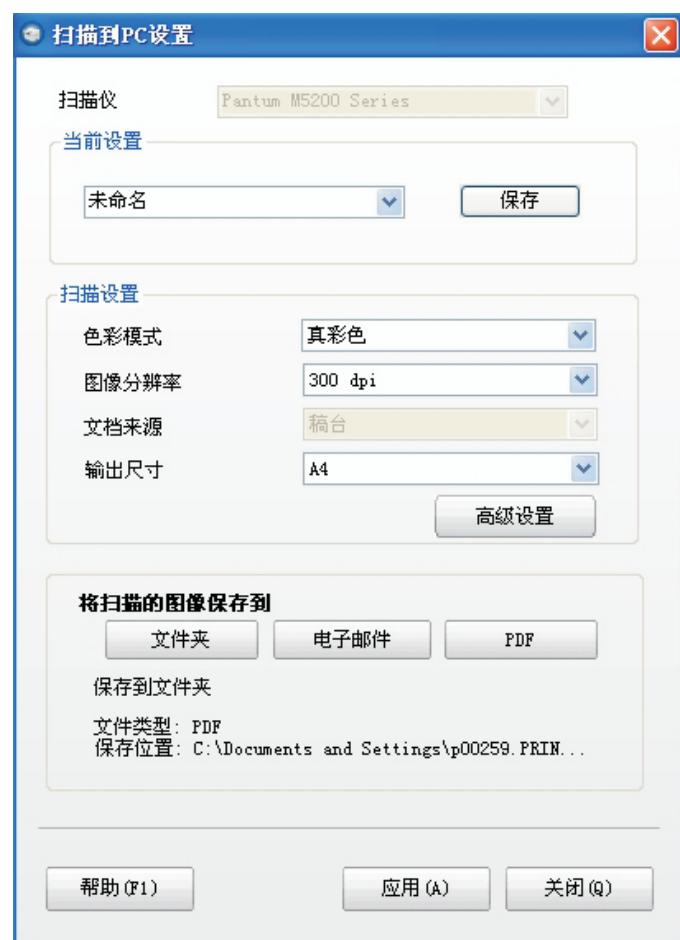 扫描到PC设置
扫描仪 Pantum M5200 Series
当前设置
未命名 保存
扫描设置
色彩模式 真彩色
图像分辨率 300 dpi
文档来源 稿台
输出尺寸 A4
高级设置
将扫描的图像保存到
文件夹 电子邮件 PDF
保存到文件夹
文件类型: PDF
保存位置: C:\Documents and Settings\p00259.PRIN...
帮助(F1) 应用(A) 关闭(Q)